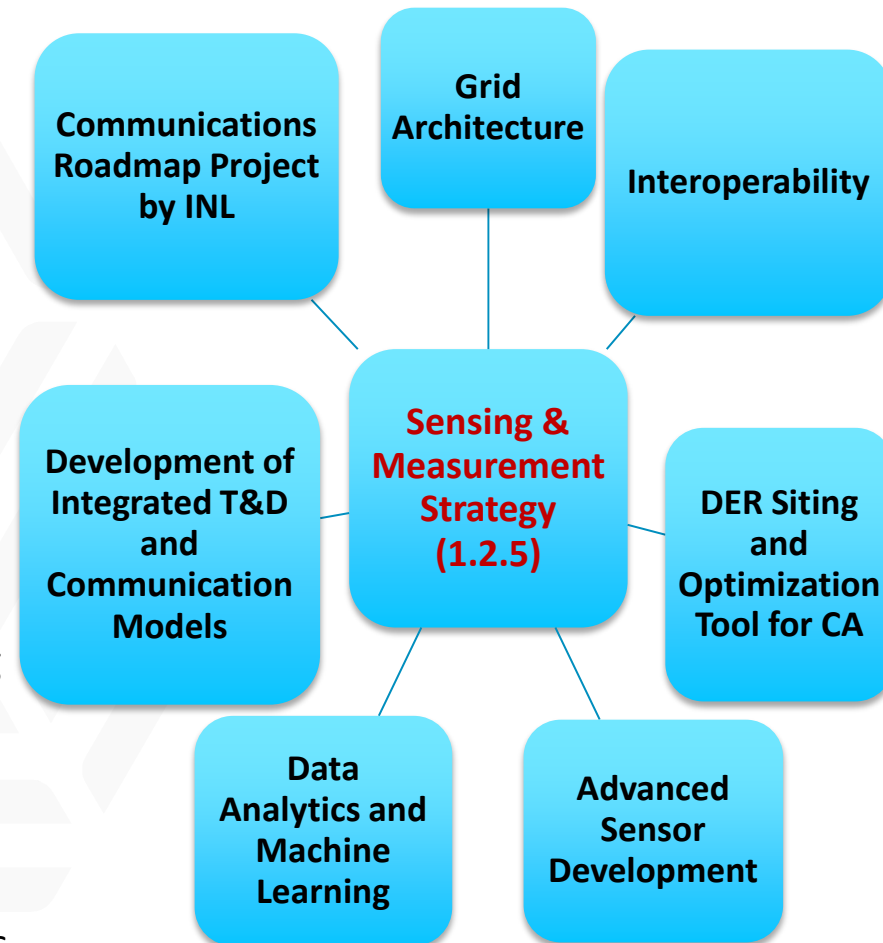 Communications
Roadmap Project
by INL
Grid
Architecture
Interoperability
Sensing &
Measurement
Strategy
(1.2.5)
Development of
Integrated T&D
and
Communication
Models
DER Siting
and
Optimization
Tool for CA
Data
Analytics and
Machine
Learning
Advanced
Sensor
Development